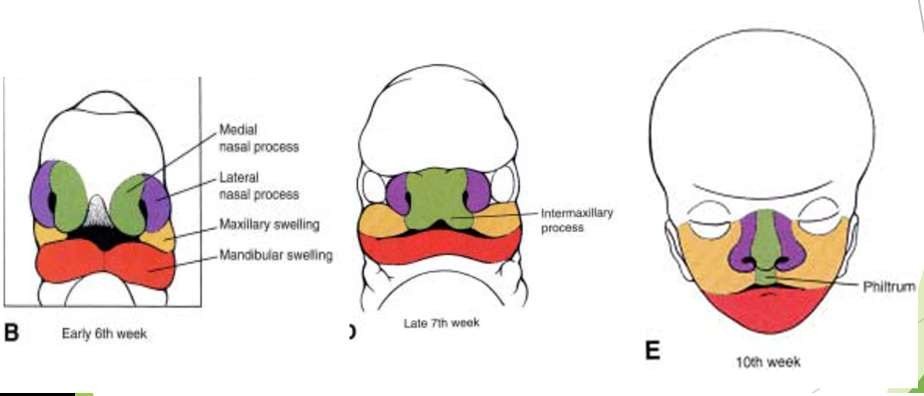 Medial
nasal process
Lateral
nasal process
Maxillary swelling
Mandibular swelling
B
Early 6th week
Intermaxillary
process
Late 7th week
Philtrum
E
10th week